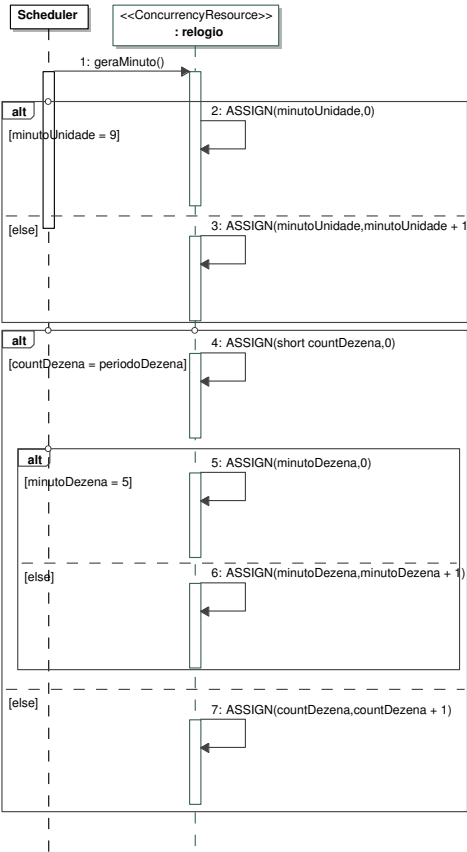 Scheduler
<<ConcurrencyResource>>
: relogio
1: geraMinuto()
alt
2: ASSIGN(minutoUnidade,0)
[minutoUnidade = 9]
3: ASSIGN(minutoUnidade,minutoUnidade + 1
[else]
alt
4: ASSIGN(short countDezena,0)
[countDezena = periodoDezena]
alt
5: ASSIGN(minutoDezena,0)
[minutoDezena = 5]
6: ASSIGN(minutoDezena,minutoDezena + 1)
[else]
[else]
7: ASSIGN(countDezena,countDezena + 1)